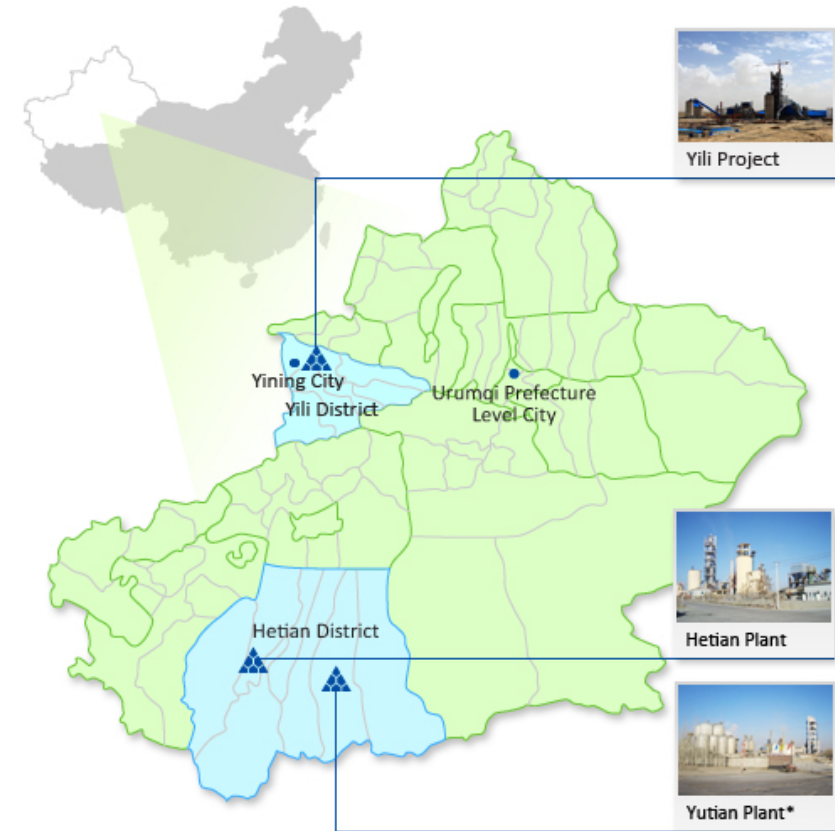 Yili Project
Yining City
Yili District
Urumqi Prefecture
Level City
Hetian District
Hetian Plant
Yutian Plant*